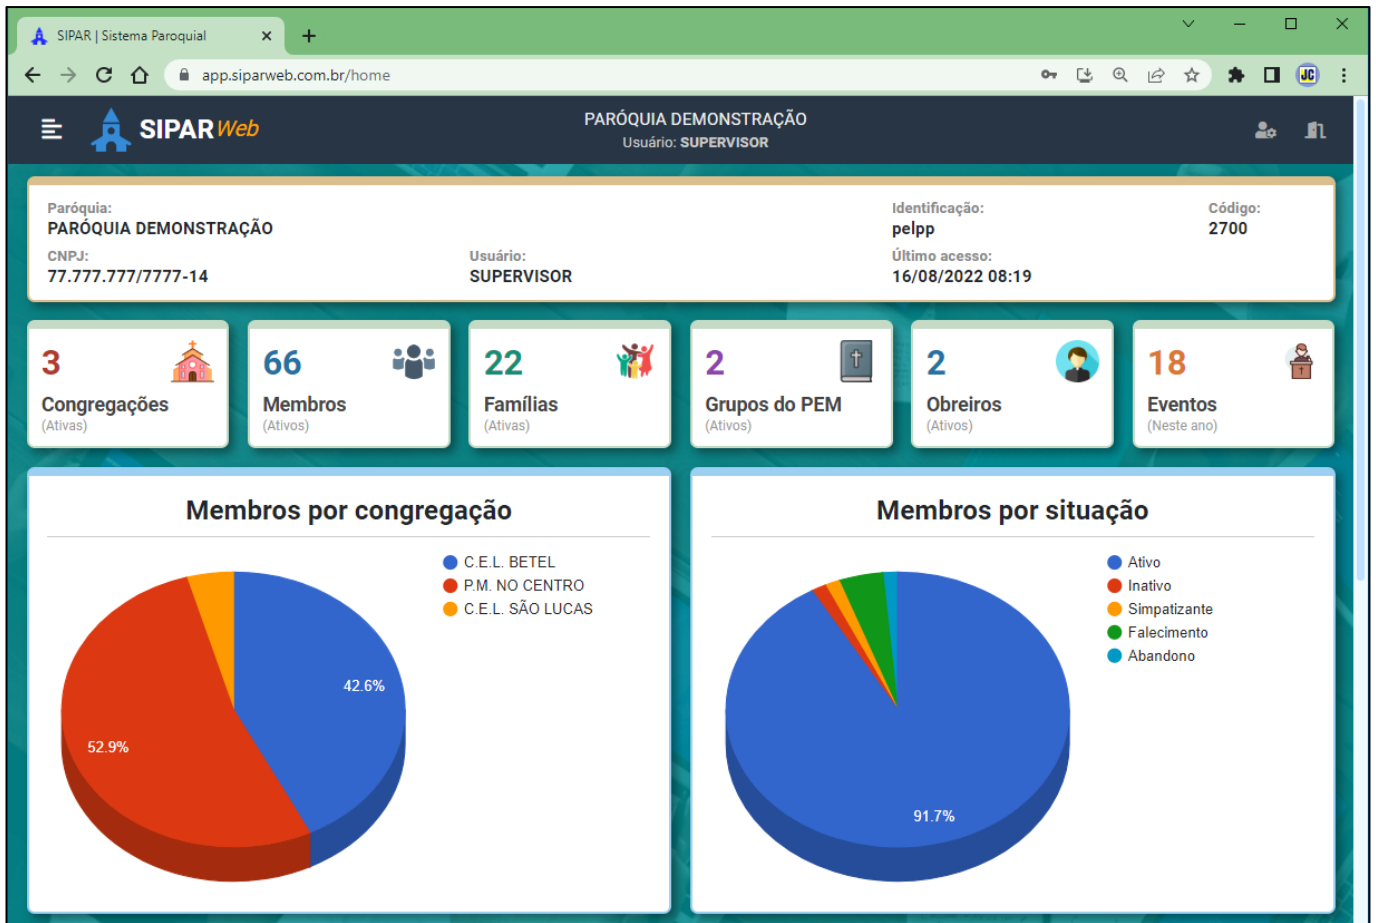 SIPAR | Sistema Paroquial
app.siparweb.com.br/home
JC
SIPAR Web
PARÓQUIA DEMONSTRAÇÃO
Usuário: SUPERVISOR
Paróquia:
PARÓQUIA DEMONSTRAÇÃO
Identificação:
pelpp
Código:
2700
CNPJ:
77.777.777/7777-14
Usuário:
SUPERVISOR
Último acesso:
16/08/2022 08:19
3
Congregações
(Ativas)
66
Membros
(Ativos)
22
Famílias
(Ativas)
2
Grupos do PEM
(Ativos)
2
Obreiros
(Ativos)
18
Eventos
(Neste ano)
Membros por congregação
C.E.L. BETEL
P.M. NO CENTRO
C.E.L. SÃO LUCAS
42.6%
52.9%
Membros por situação
Ativo
Inativo
Simpatizante
Falecimento
Abandono
91.7%